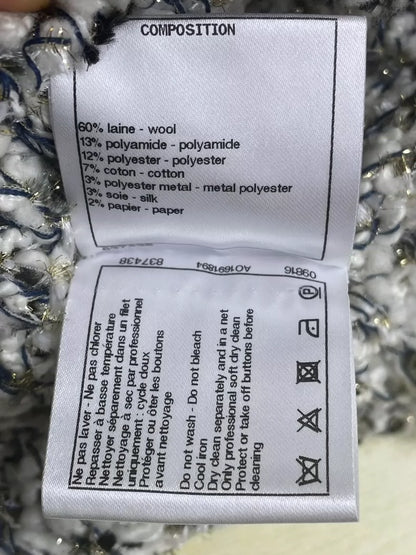 COMPOSITION
60% laine - wool
13% polyamide - polyamide
12% polyester - polyester
7% coton - cotton
3% polyester metal - metal polyester
3% soie - silk
2% papier - paper
09816
AO1691894
837438
Ne pas laver - Ne pas chlorer
Repasser à basse température
Nettoyer séparement dans un filet
Nettoyage à sec par professionnel
uniquement : cycle doux
Protéger ou ôter les boutons
avant nettoyage
Do not wash - Do not bleach
Cool iron
Dry clean separately and in a net
Only professional soft dry clean
Protect or take off buttons before
cleaning
P